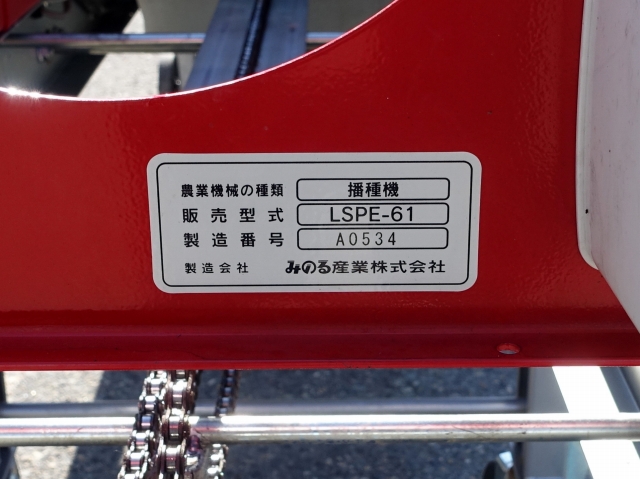 農業機械の種類 播種機
販売型式 LSPE-61
製造番号 A0534
製造会社 みのる産業株式会社